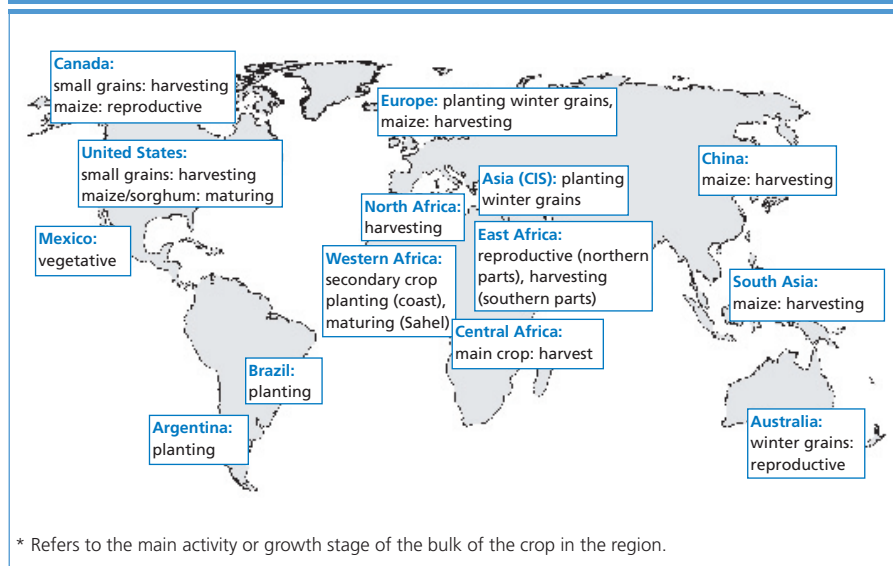 Canada:
small grains: harvesting
maize: reproductive
Europe: planting winter grains,
maize: harvesting
United States:
small grains: harvesting
maize/sorghum: maturing
China:
maize: harvesting
Asia (CIS): planting
winter grains
North Africa:
harvesting
Mexico:
vegetative
East Africa:
reproductive (northern
parts), harvesting
(southern parts)
Western Africa:
secondary crop
planting (coast),
maturing (Sahel)
South Asia:
maize: harvesting
Central Africa:
main crop: harvest
Brazil:
planting
Argentina:
planting
Australia:
winter grains:
reproductive
* Refers to the main activity or growth stage of the bulk of the crop in the region.